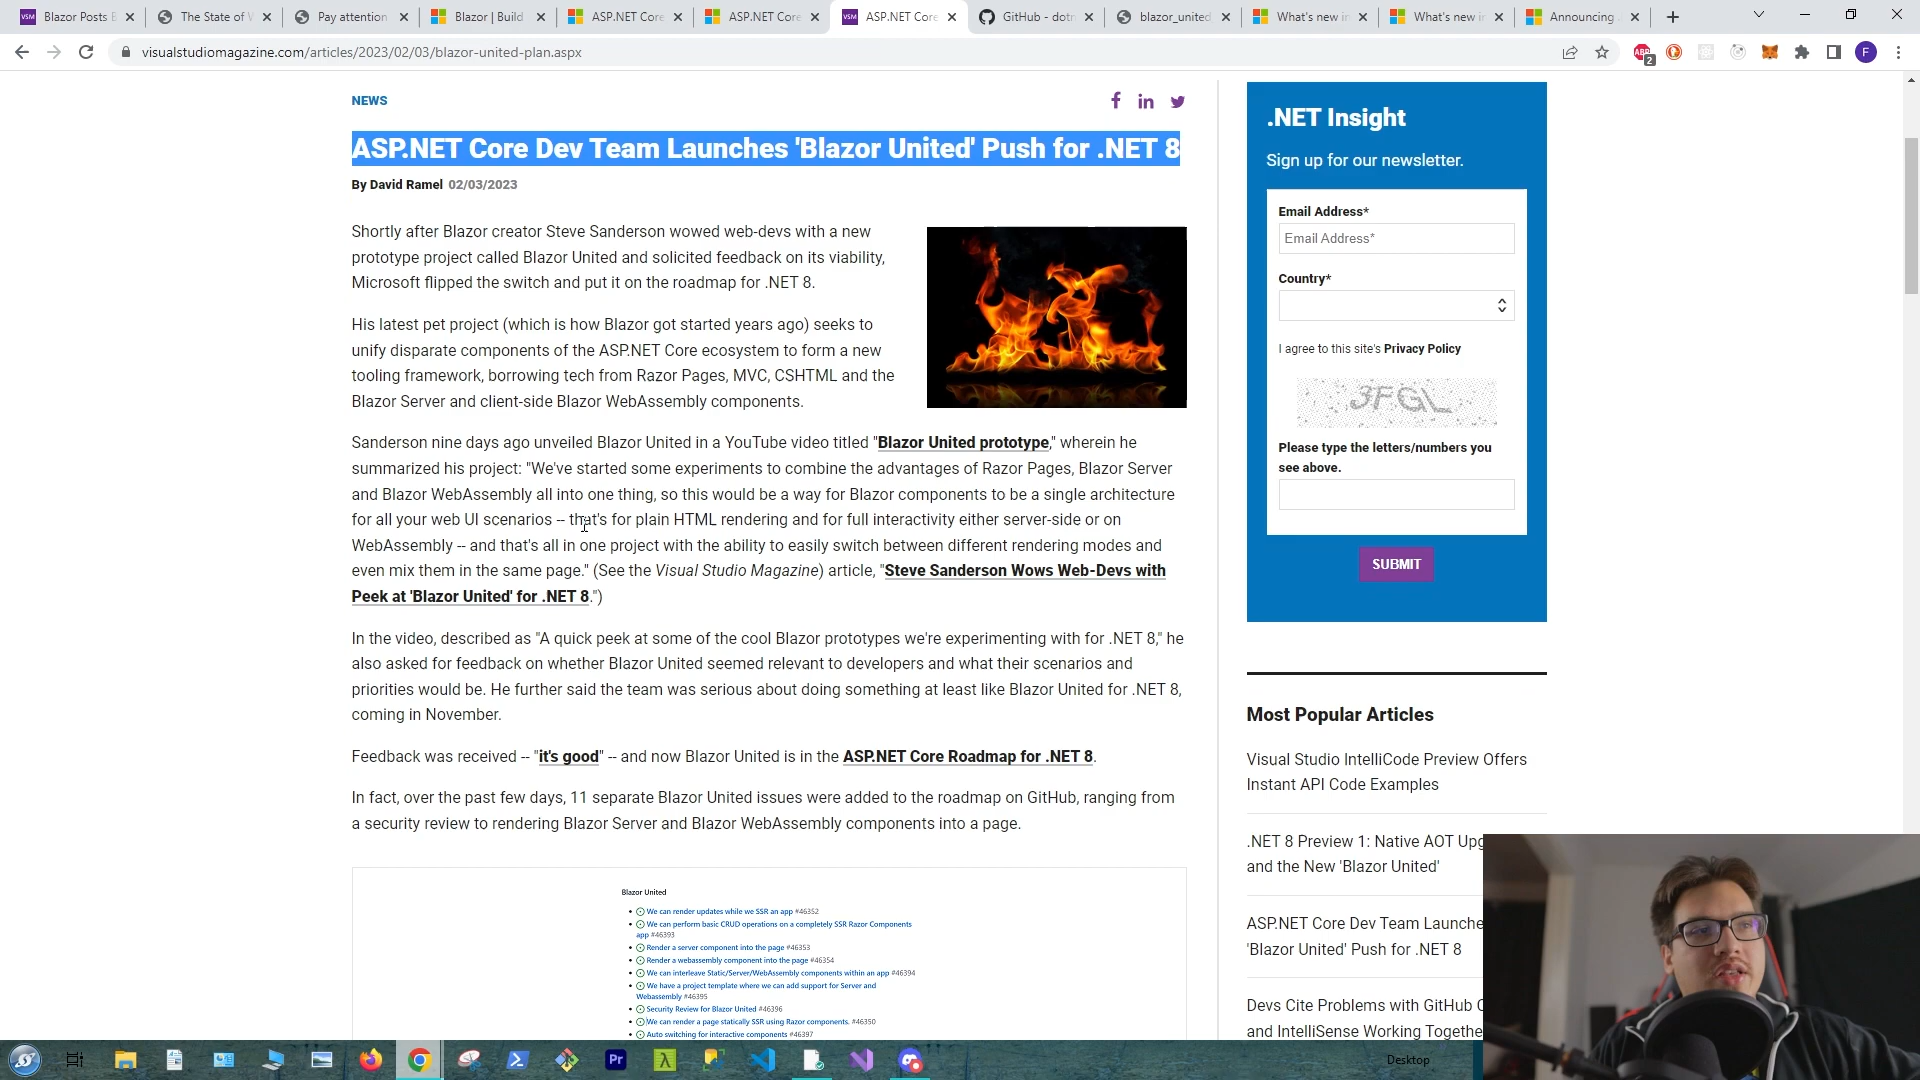 Blazor Posts B
The State of V
Pay attention
Blazor | Build
ASP.NET Core
ASP.NET Core
ASP.NET Core
GitHub - dotn
blazor_united
What's new in
What's new in
Announcing
visualstudiomagazine.com/articles/2023/02/03/blazor-united-plan.aspx
ABP
2
F
NEWS
ASP.NET Core Dev Team Launches 'Blazor United' Push for .NET 8
By David Ramel 02/03/2023
Shortly after Blazor creator Steve Sanderson wowed web-devs with a new
prototype project called Blazor United and solicited feedback on its viability,
Microsoft flipped the switch and put it on the roadmap for .NET 8.
His latest pet project (which is how Blazor got started years ago) seeks to
unify disparate components of the ASP.NET Core ecosystem to form a new
tooling framework, borrowing tech from Razor Pages, MVC, CSHTML and the
Blazor Server and client-side Blazor WebAssembly components.
Sanderson nine days ago unveiled Blazor United in a YouTube video titled "Blazor United prototype," wherein he
summarized his project: "We've started some experiments to combine the advantages of Razor Pages, Blazor Server
and Blazor WebAssembly all into one thing, so this would be a way for Blazor components to be a single architecture
for all your web UI scenarios -- that's for plain HTML rendering and for full interactivity either server-side or on
WebAssembly -- and that's all in one project with the ability to easily switch between different rendering modes and
even mix them in the same page." (See the Visual Studio Magazine) article, "Steve Sanderson Wows Web-Devs with
Peek at 'Blazor United' for .NET 8.")
In the video, described as "A quick peek at some of the cool Blazor prototypes we're experimenting with for .NET 8," he
also asked for feedback on whether Blazor United seemed relevant to developers and what their scenarios and
priorities would be. He further said the team was serious about doing something at least like Blazor United for .NET 8,
coming in November.
Feedback was received -- "it's good" -- and now Blazor United is in the ASP.NET Core Roadmap for .NET 8.
In fact, over the past few days, 11 separate Blazor United issues were added to the roadmap on GitHub, ranging from
a security review to rendering Blazor Server and Blazor WebAssembly components into a page.
Blazor United
We can render updates while we SSR an app #46352
We can perform basic CRUD operations on a completely SSR Razor Components
app #46393
Render a server component into the page #46353
Render a webassembly component into the page #46354
We can interleave Static/Server/WebAssembly components within an app #46394
We have a project template where we can add support for Server and
Webassembly #46395
Security Review for Blazor United #46396
We can render a page statically SSR using Razor components. #46350
Auto switching for interactive components #46397
.NET Insight
Sign up for our newsletter.
Email Address*
Email Address*
Country*
I agree to this site's Privacy Policy
3FGL
Please type the letters/numbers you
see above.
SUBMIT
Most Popular Articles
Visual Studio IntelliCode Preview Offers
Instant API Code Examples
.NET 8 Preview 1: Native AOT Upg
and the New 'Blazor United'
ASP.NET Core Dev Team Launche
'Blazor United' Push for .NET 8
Devs Cite Problems with GitHub C
and IntelliSense Working Togethe
Pr
Desktop